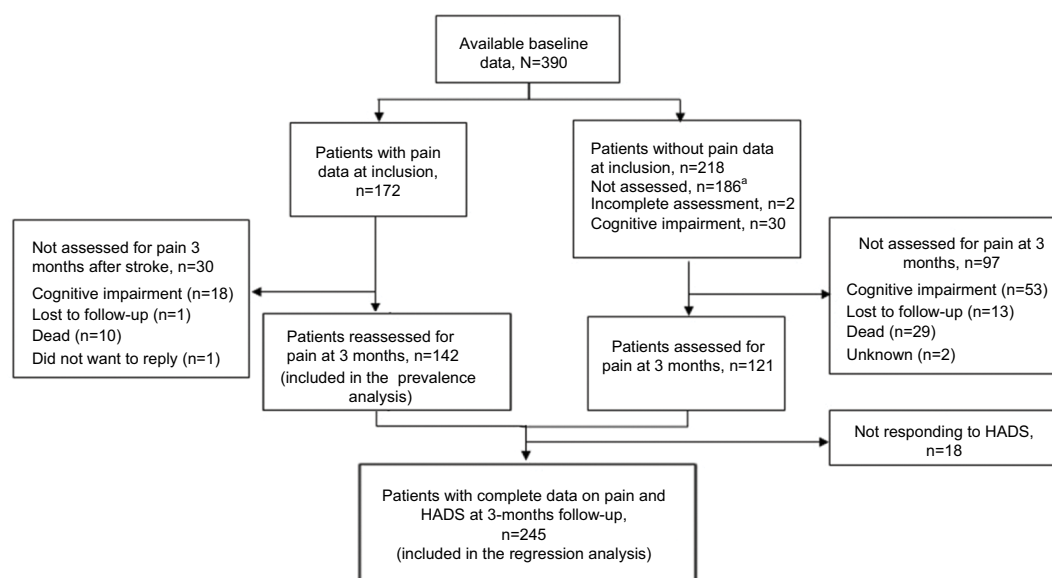 Available baseline
data, N=390
Patients with pain
data at inclusion,
n=172
Patients without pain data
at inclusion, n=218
Not assessed, n=186a
Incomplete assessment, n=2
Cognitive impairment, n=30
Not assessed for pain 3
months after stroke, n=30
Cognitive impairment (n=18)
Lost to follow-up (n=1)
Dead (n=10)
Did not want to reply (n=1)
Not assessed for pain at 3
months, n=97
Cognitive impairment (n=53)
Lost to follow-up (n=13)
Dead (n=29)
Unknown (n=2)
Patients reassessed for
pain at 3 months, n=142
(included in the prevalence
analysis)
Patients assessed for
pain at 3 months, n=121
Not responding to HADS,
n=18
Patients with complete data on pain and
HADS at 3-months follow-up,
n=245
(included in the regression analysis)